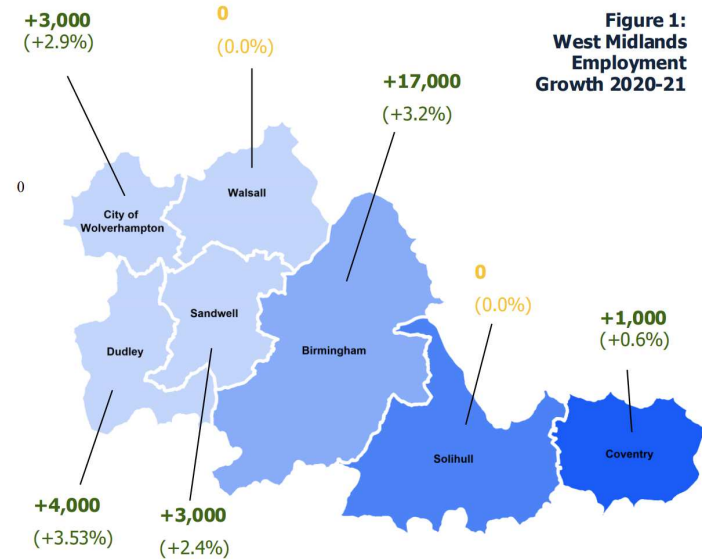 Figure 1:
West Midlands
Employment
Growth 2020-21
+3,000
(+2.9%)
0
(0.0%)
+17,000
(+3.2%)
0
City of
Wolverhampton
Walsall
Sandwell
Dudley
Birmingham
0
(0.0%)
+1,000
(+0.6%)
Solihull
Coventry
+4,000
(+3.53%)
+3,000
(+2.4%)